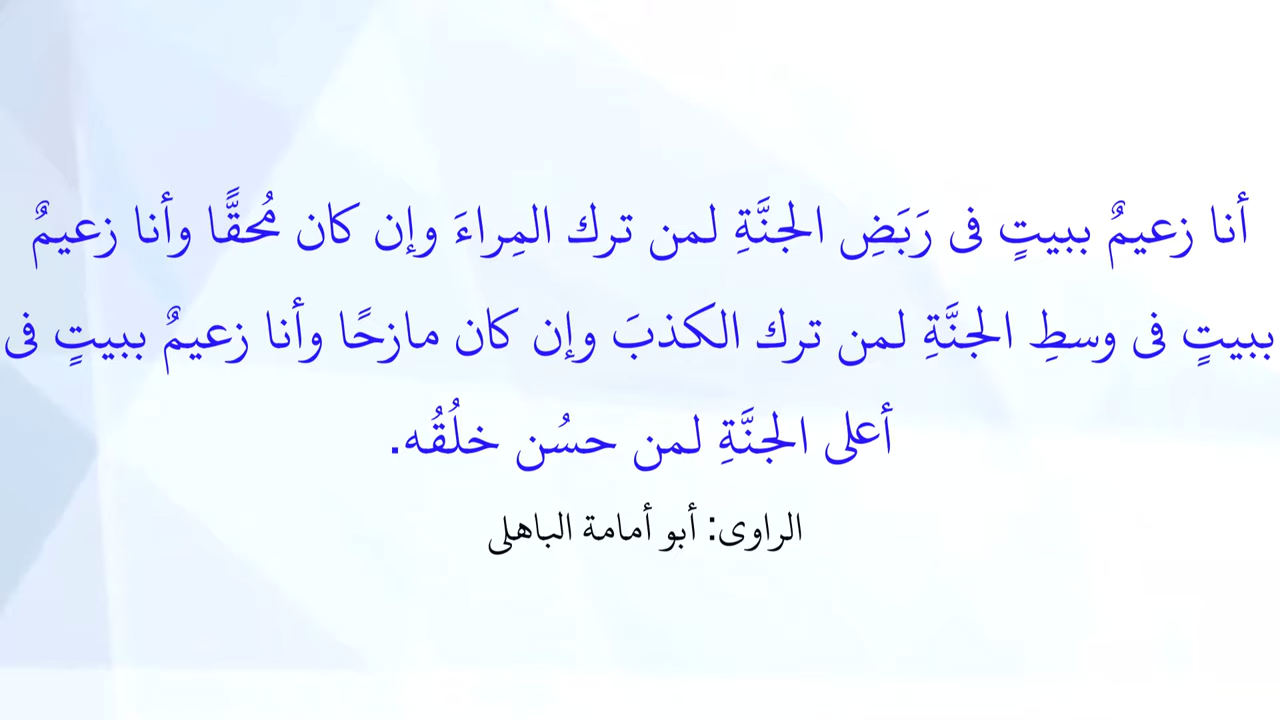 أنا زعيمٌ ببيتٍ فى رَبَضِ الجنَّةِ لمن ترك المِراءَ وإن كان مُحقًّا وأنا زعيمٌ
ببيتٍ فى وسطِ الجنَّةِ لمن ترك الكذبَ وإن كان مازحًا وأنا زعيمٌ ببيتٍ فى
أعلى الجنَّةِ لمن حسُن خلُقُه.
الراوى: أبو أمامة الباهلى